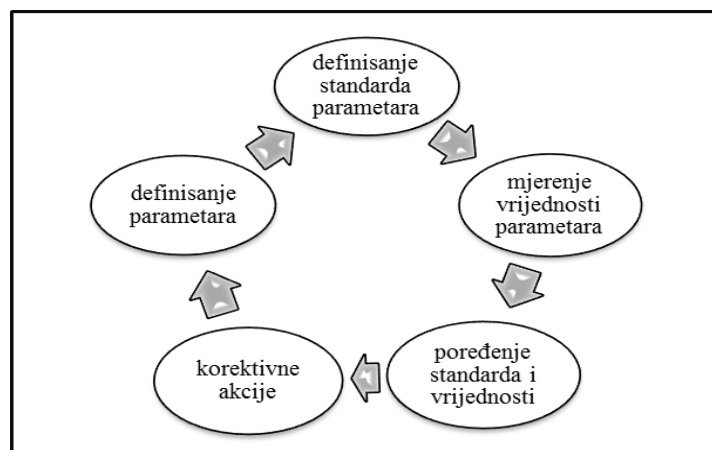 definisanje
standarda
parametara
mjerenje
vrijednosti
parametara
poređenje
standarda i
vrijednosti
korektivne
akcije
definisanje
parametara